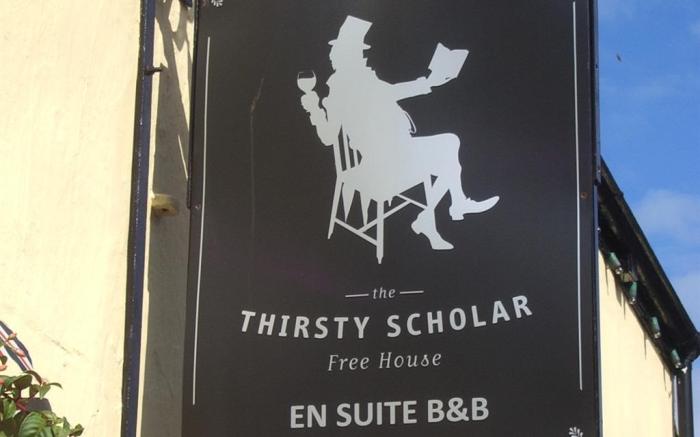 the
THIRSTY SCHOLAR
Free House
EN SUITE B&B